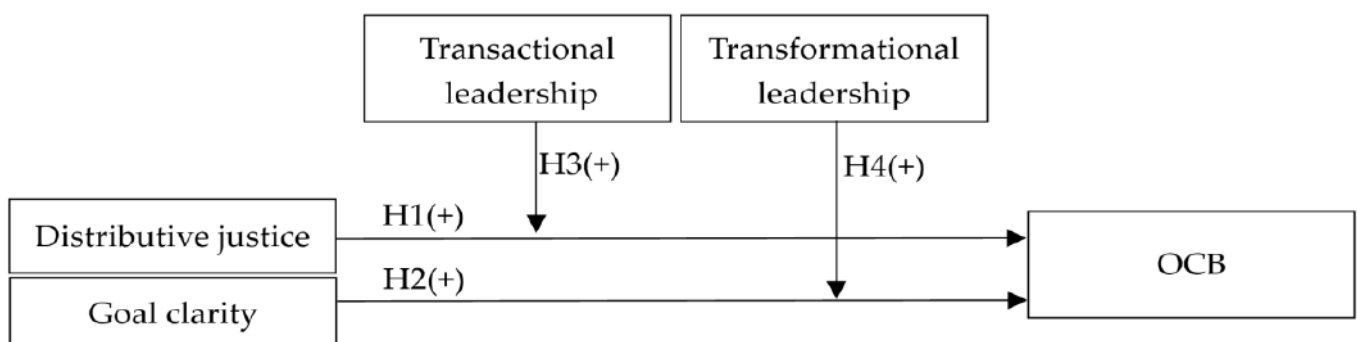 Transactional
leadership
Transformational
leadership
H3(+)
H4(+)
Distributive justice
H1(+)
OCB
H2(+)
Goal clarity